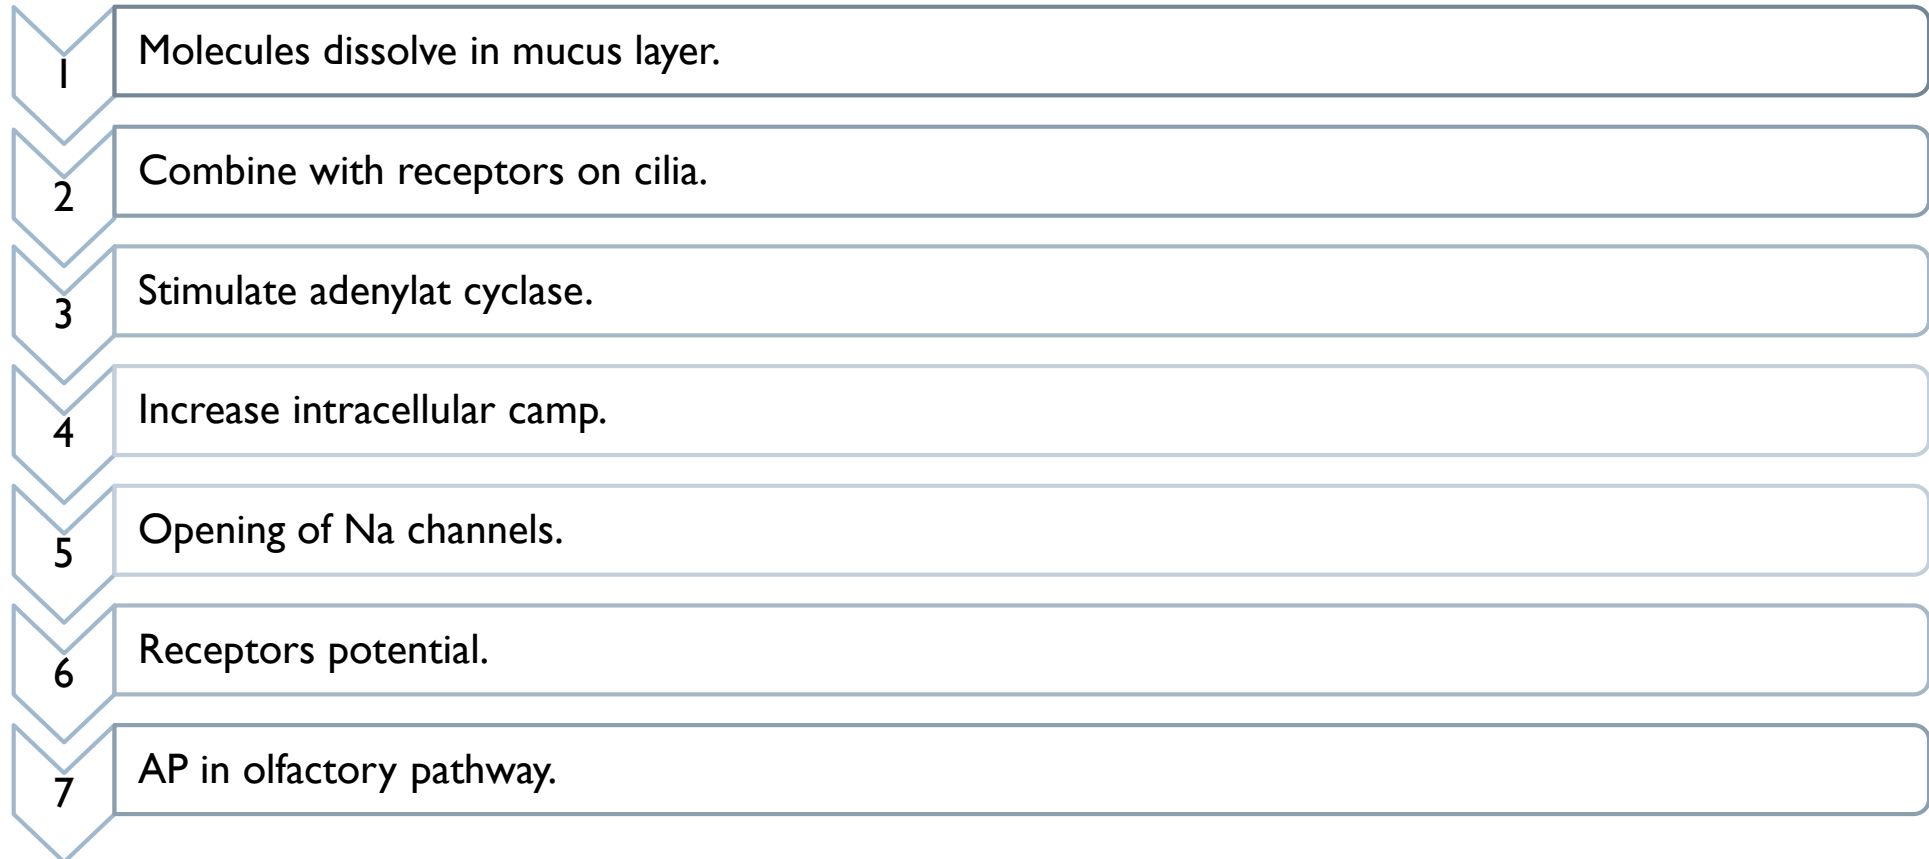 1 Molecules dissolve in mucus layer.
2 Combine with receptors on cilia.
3 Stimulate adenylat cyclase.
4 Increase intracellular camp.
5 Opening of Na channels.
6 Receptors potential.
7 AP in olfactory pathway.